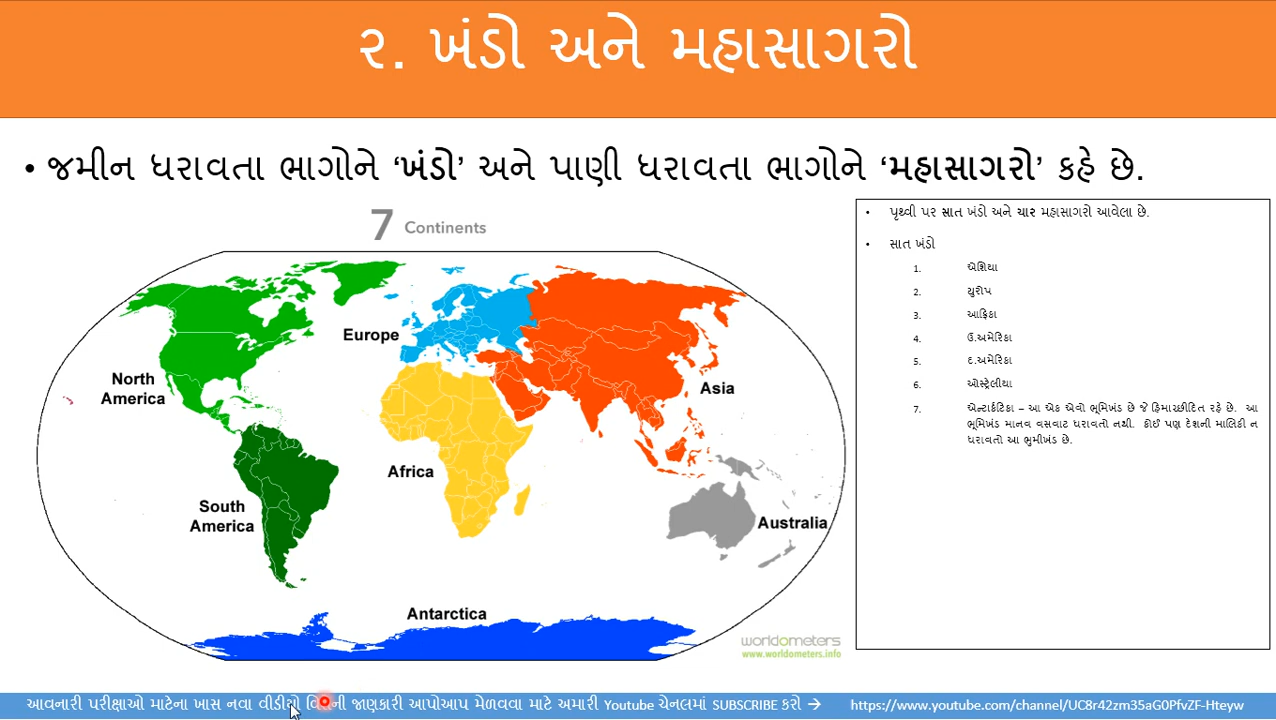 ૨. ખંડો અને મહાસાગરો
• જમીન ધરાવતા ભાગોને ‘ખંડો’ અને પાણી ધરાવતા ભાગોને ‘મહાસાગરો’ કહે છે.
7 Continents
North
America
Europe
Asia
Africa
South
America
Australia
Antarctica
worldometers
www.worldometers.info
• પૃથ્વી પર સાત ખંડો અને ચાર મહાસાગરો આવેલા છે.
• સાત ખંડો
1. એશિયા
2. યુરોપ
3. આફ્રિકા
4. ઉ.અમેરિકા
5. દ.અમેરિકા
6. ઓસ્ટ્રેલીયા
7. એન્ટાર્કટિકા – આ એક એવો ભૂમિખંડ છે જે હિમાચ્છીદિત રહે છે. આ
ભૂમિખંડ માનવ વસવાટ ધરાવતો નથી. કોઈ પણ દેશની માલિકી ન
ધરાવતો આ ભુમીખંડ છે.
આવનારી પરીક્ષાઓ માટેના ખાસ નવા વીડીયો જાણકારી આપોઆપ મેળવવા માટે અમારી Youtube ચેનલમાં SUBSCRIBE કરો → https://www.youtube.com/channel/UC8r42zm35aG0PfvZF-Hteyw